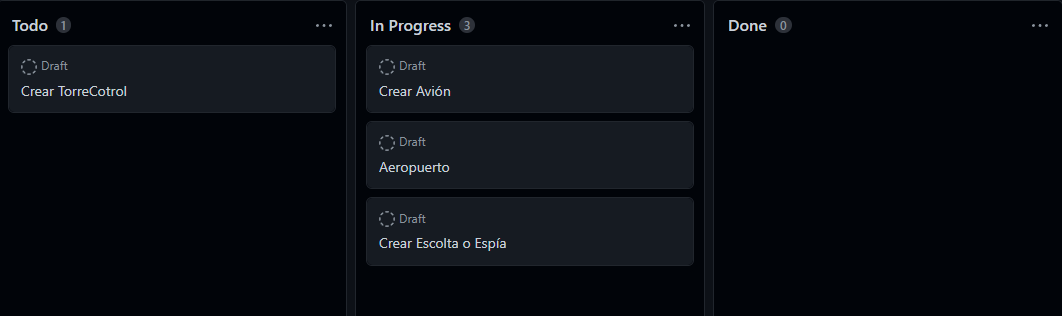 Todo 1
Draft
Crear TorreCotrol
In Progress 3
Draft
Crear Avión
Draft
Aeropuerto
Draft
Crear Escolta o Espía
Done 0